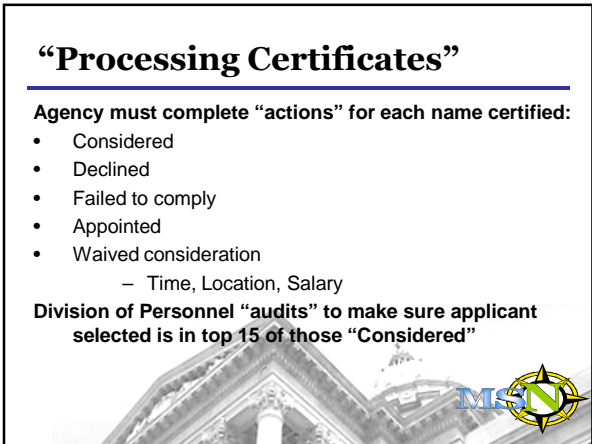 “Processing Certificates”
Agency must complete “actions” for each name certified:
• Considered
• Declined
• Failed to comply
• Appointed
• Waived consideration
– Time, Location, Salary
Division of Personnel “audits” to make sure applicant
selected is in top 15 of those “Considered”
MSN